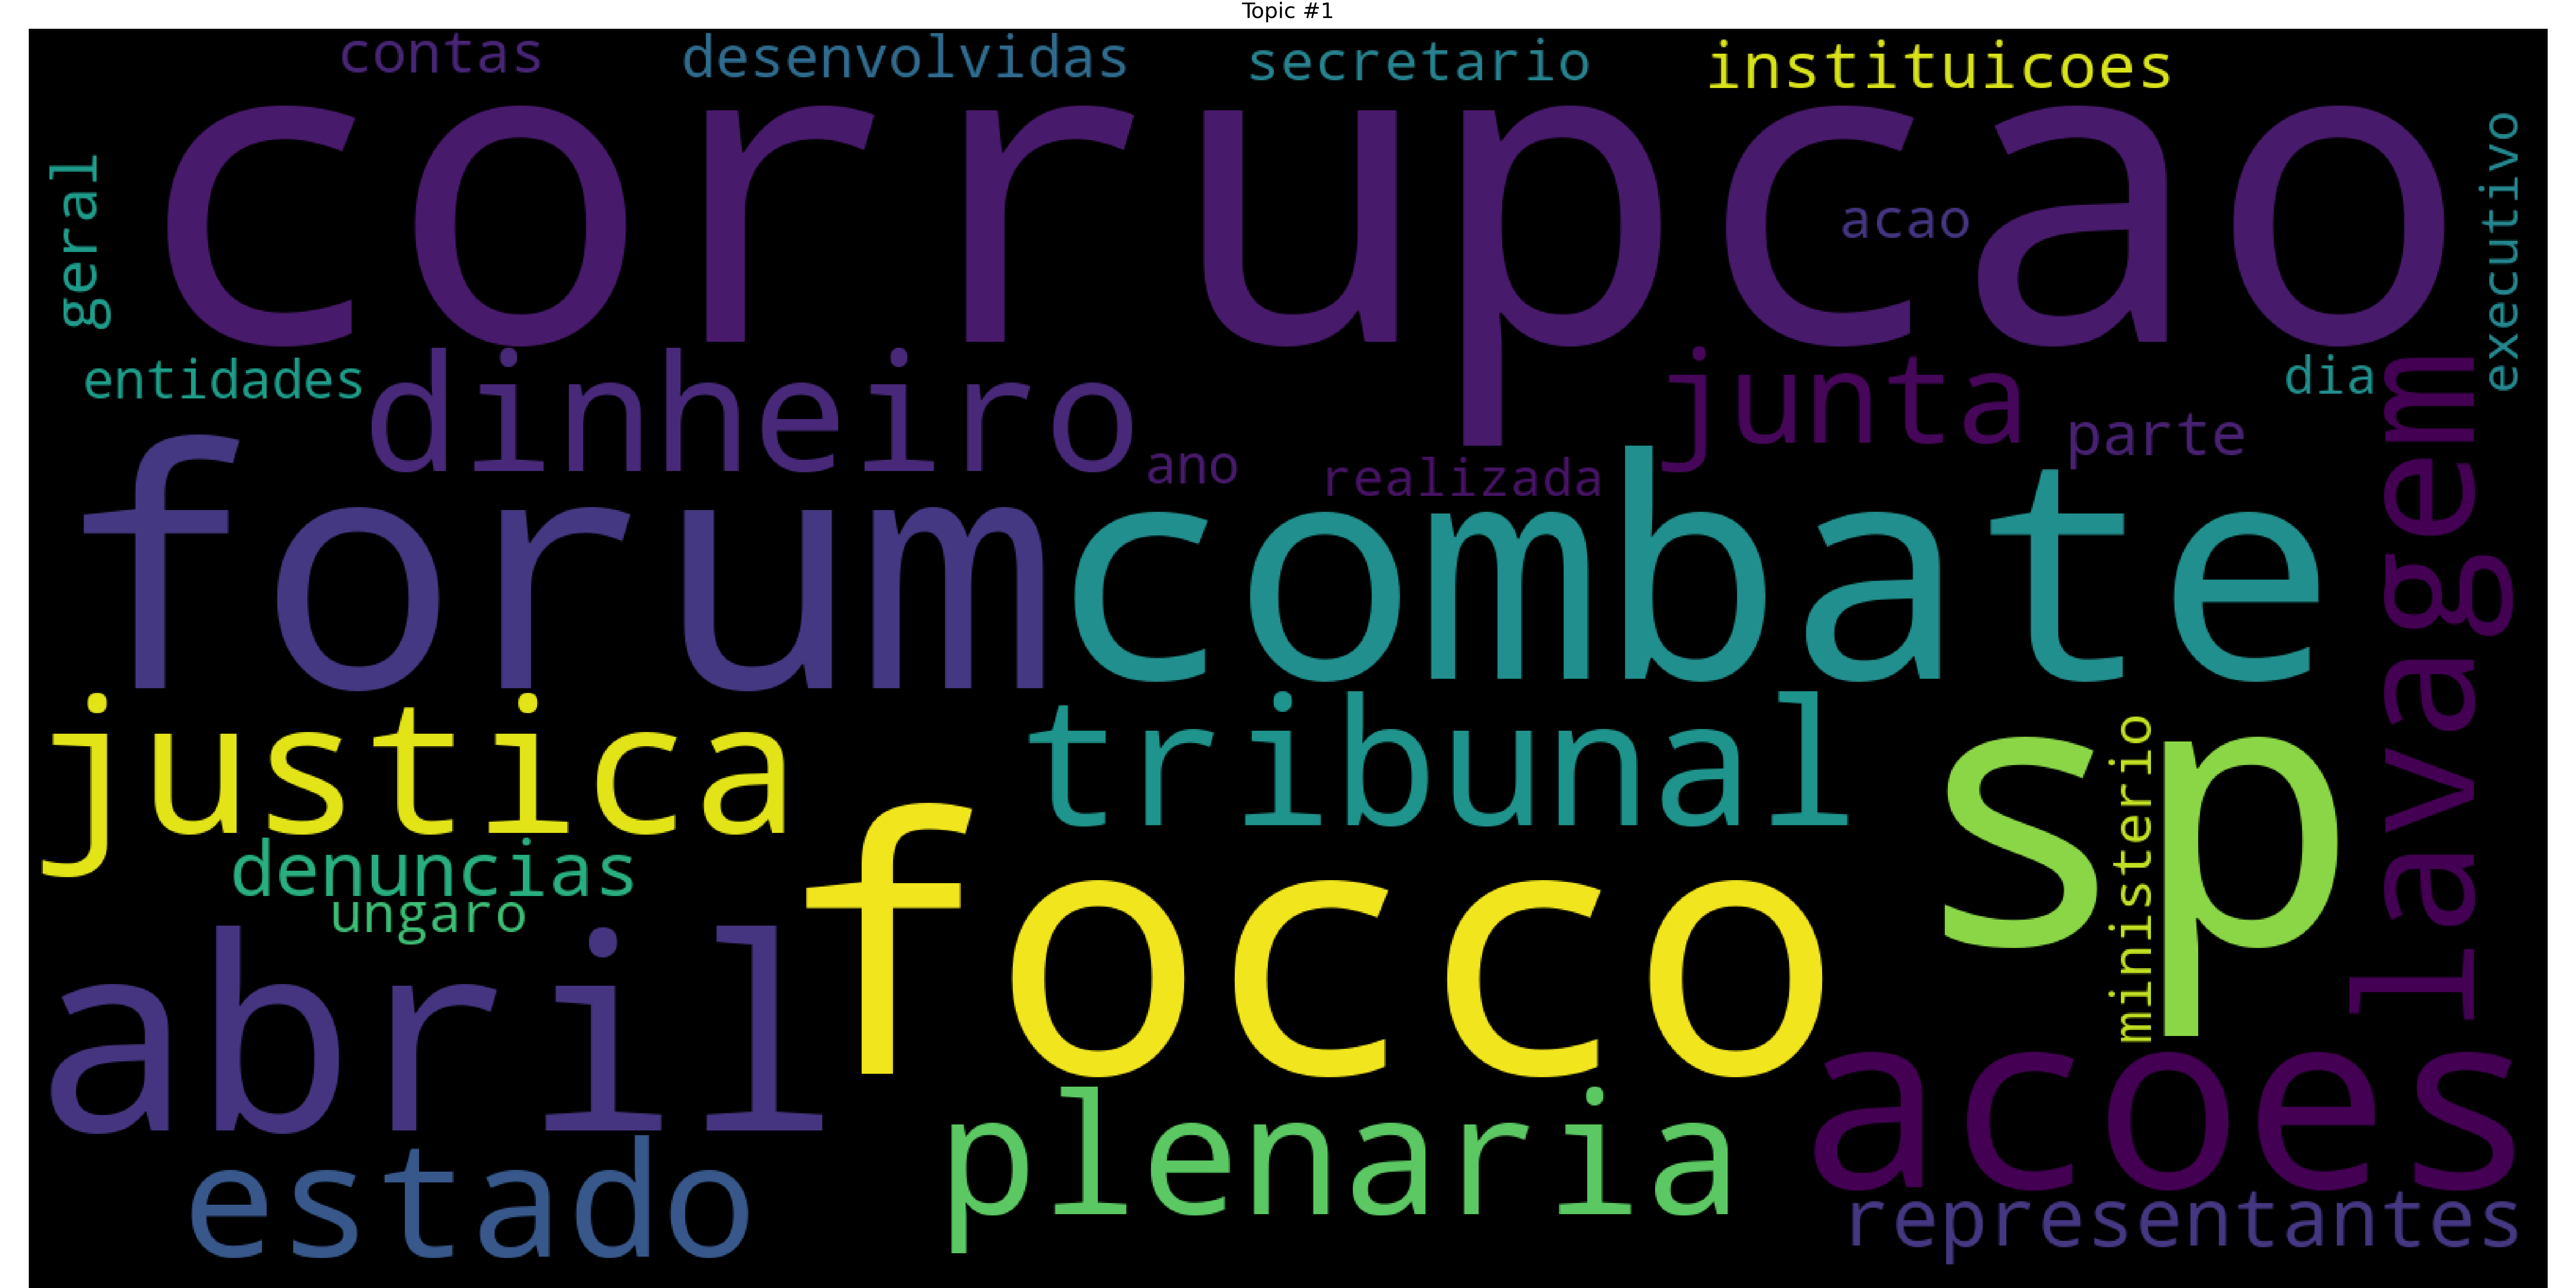 Topic #1
contas
desenvolvidas
secretario
instituicoes
corrupcao
geral
acao
executivo
entidades
dinheiro
junta
dia
parte
ano
realizada
forum
combate
lavagem
justica
tribunal
sp
ministerio
denuncias
ungaro
focco
abril
acoes
plenaria
estado
representantes